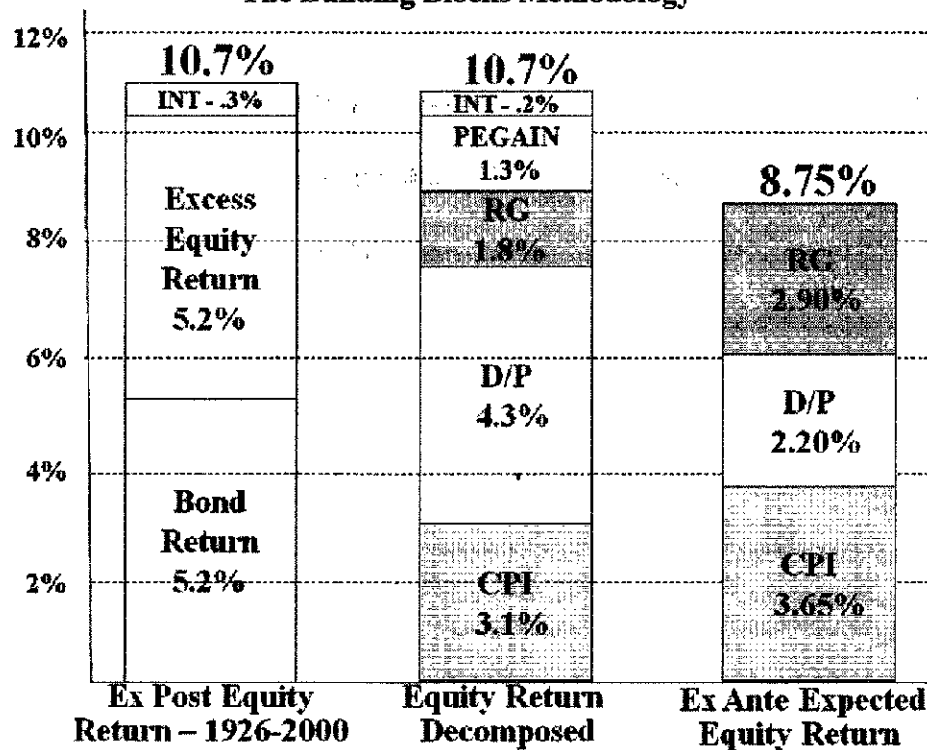 The Building Blocks Methodology
12%
10%
8%
6%
4%
2%
10.7%
INT - .3%
Excess
Equity
Return
5.2%
Bond
Return
5.2%
10.7%
INT - .2%
PEGAIN
1.3%
RG
1.8%
D/P
4.3%
CPI
3.1%
8.75%
RG
2.90%
D/P
2.20%
CPI
3.65%
Ex Post Equity
Return – 1926-2000
Equity Return
Decomposed
Ex Ante Expected
Equity Return